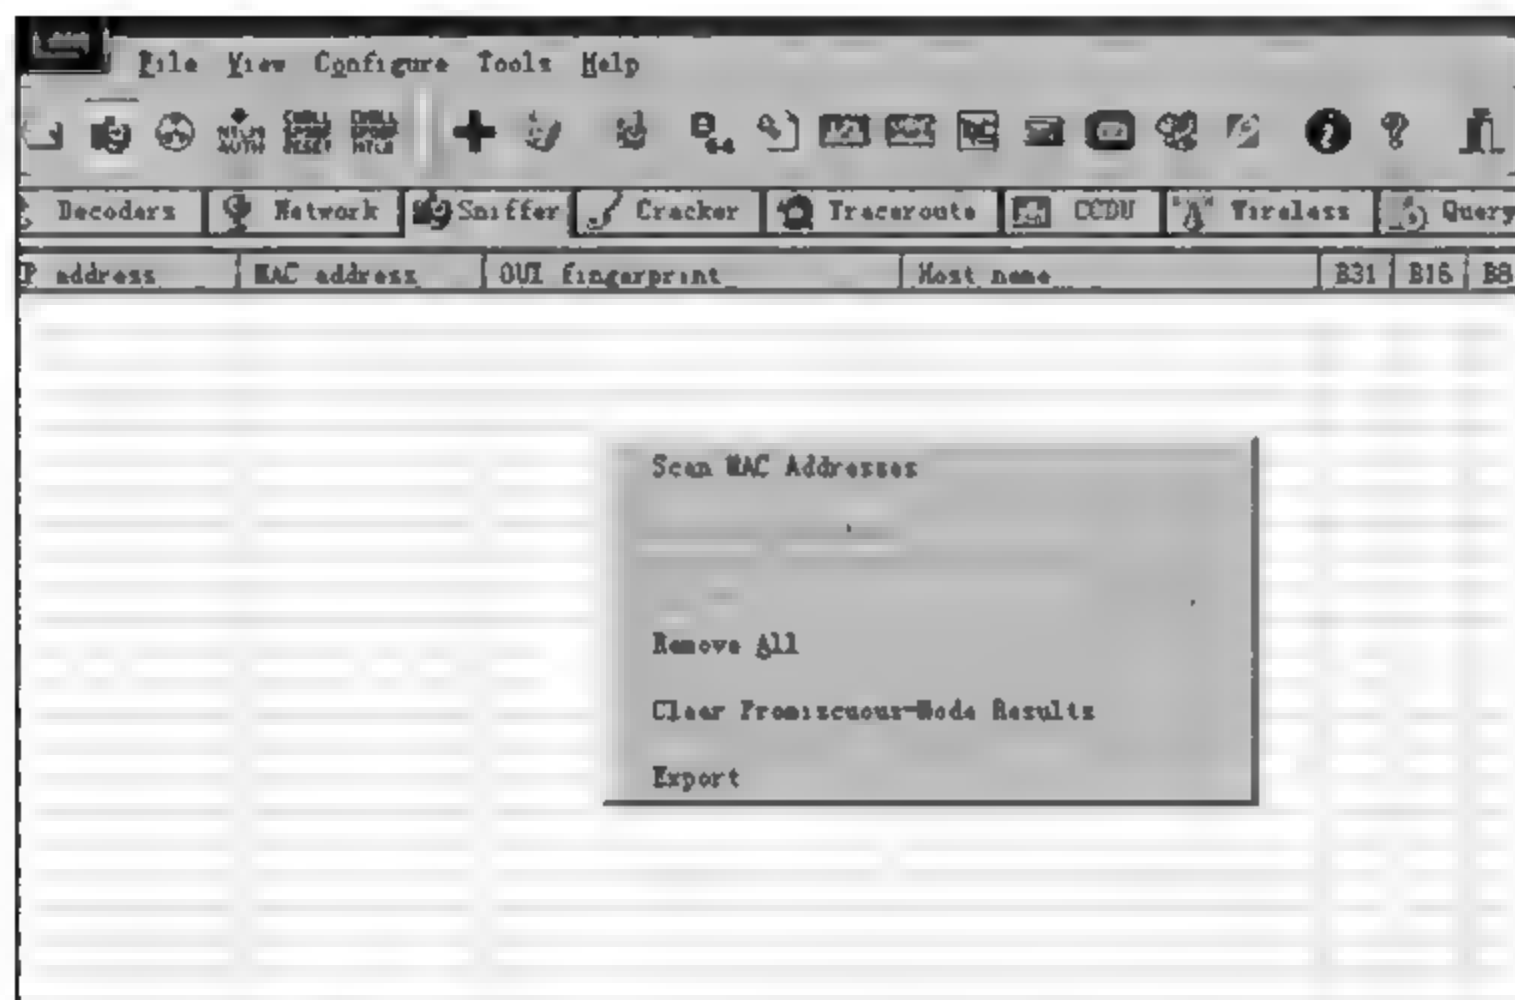 File View Configure Tools Help
Decoders Network Sniffer Cracker Traceroute CCDU Wireless Query
P address MAC address OUI fingerprint Host name B31 B16 B8
Scan MAC Addresses
Remove All
Clear Promiscuous-Mode Results
Export